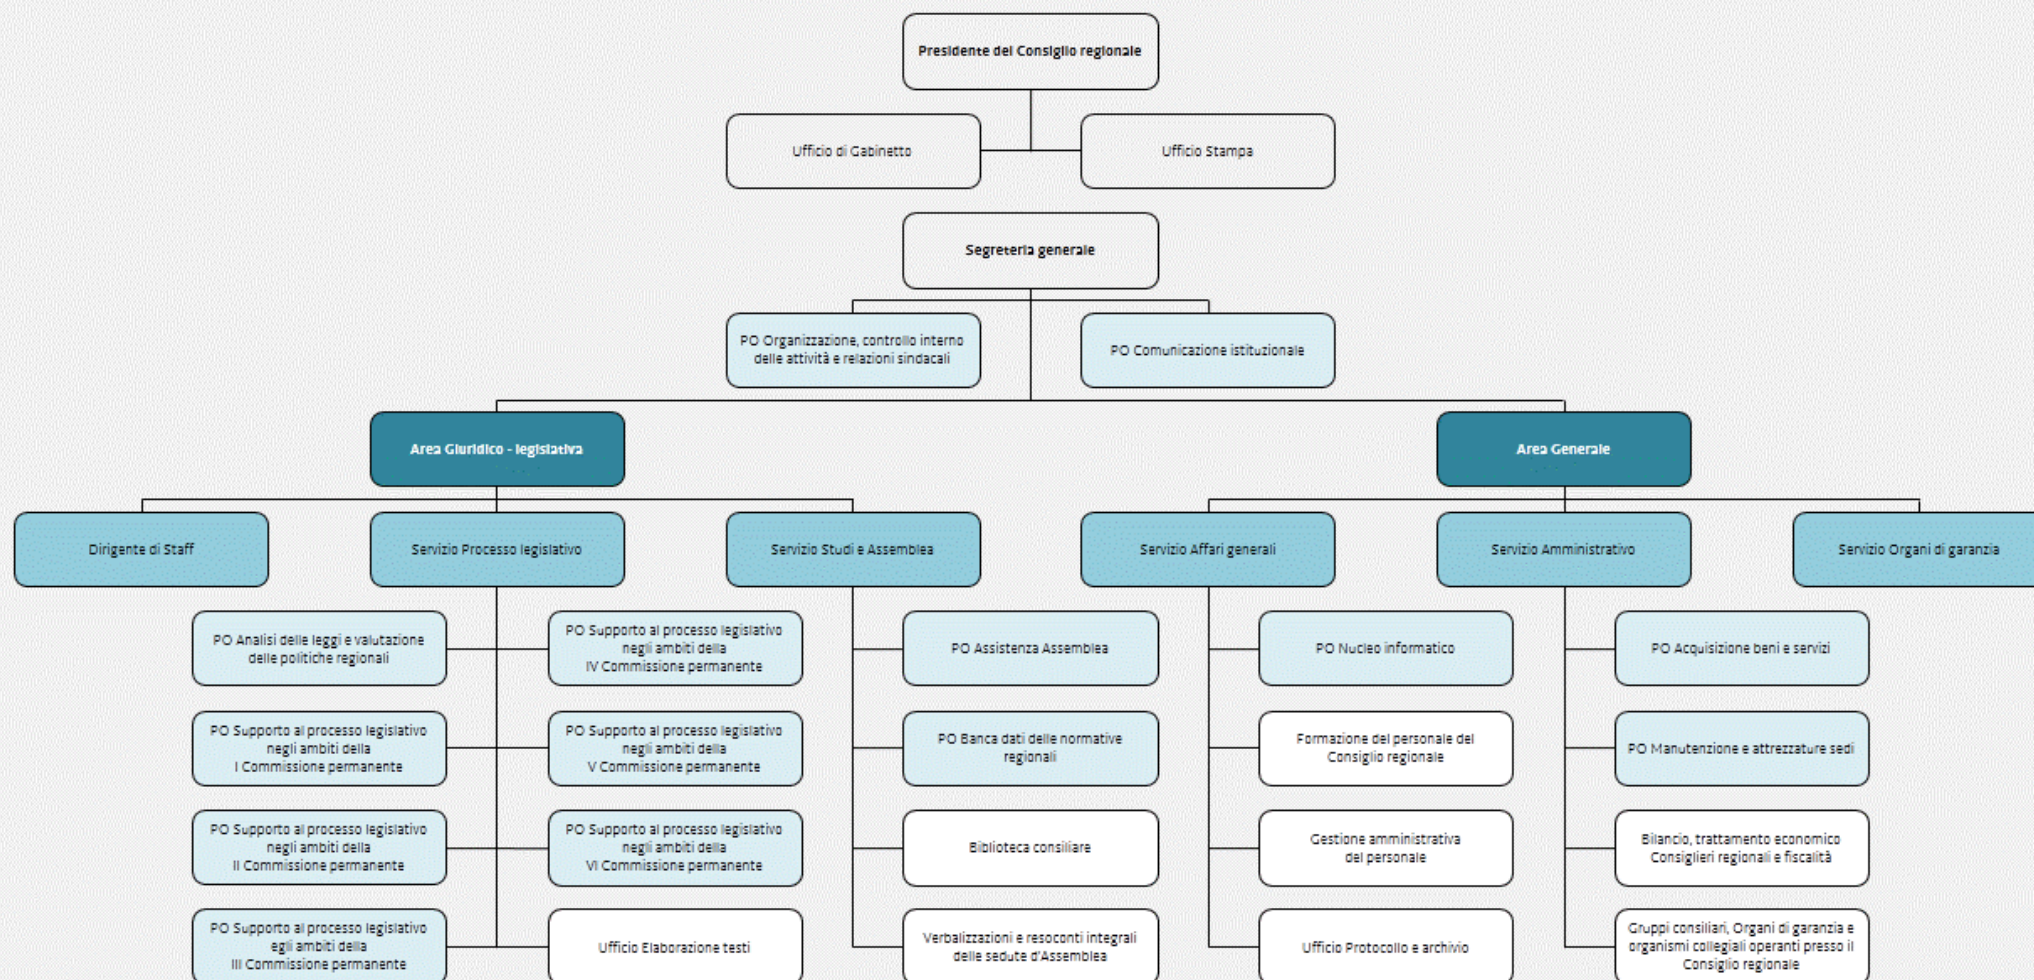 Presidente del Consiglio regionale
Ufficio di Gabinetto
Ufficio Stampa
Segreteria generale
PO Organizzazione, controllo interno
delle attività e relazioni sindacali
PO Comunicazione istituzionale
Area Giuridico - legislativa
Area Generale
Dirigente di Staff
Servizio Processo legislativo
Servizio Studi e Assemblea
Servizio Affari generali
Servizio Amministrativo
Servizio Organi di garanzia
PO Analisi delle leggi e valutazione
delle politiche regionali
PO Supporto al processo legislativo
negli ambiti della
IV Commissione permanente
PO Assistenza Assemblea
PO Nucleo informatico
PO Acquisizione beni e servizi
PO Supporto al processo legislativo
negli ambiti della
I Commissione permanente
PO Supporto al processo legislativo
negli ambiti della
V Commissione permanente
PO Banca dati delle normative
regionali
Formazione del personale del
Consiglio regionale
PO Manutenzione e attrezzature sedi
PO Supporto al processo legislativo
negli ambiti della
II Commissione permanente
PO Supporto al processo legislativo
negli ambiti della
VI Commissione permanente
Biblioteca consiliare
Gestione amministrativa
del personale
Bilancio, trattamento economico
Consiglieri regionali e fiscalità
PO Supporto al processo legislativo
egli ambiti della
III Commissione permanente
Ufficio Elaborazione testi
Verbalizzazioni e resoconti integrali
delle sedute d'Assemblea
Ufficio Protocollo e archivio
Gruppi consiliari, Organi di garanzia e
organismi collegiali operanti presso il
Consiglio regionale